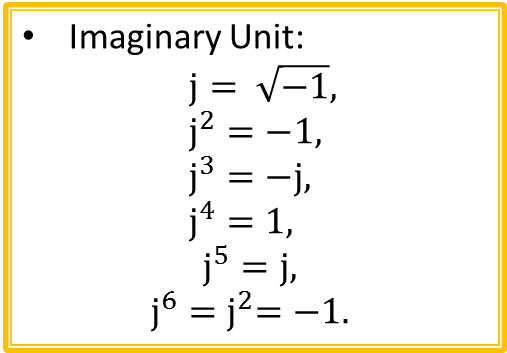 • Imaginary Unit:
j = √−1,
j² = −1,
j³ = −j,
j⁴ = 1,
j⁵ = j,
j⁶ = j²= −1.